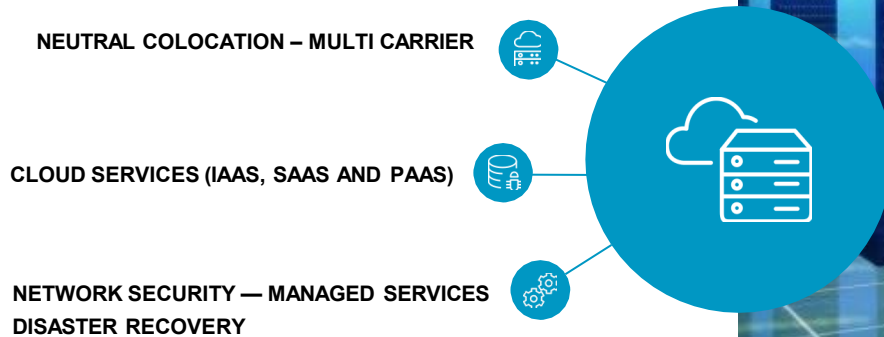 NEUTRAL COLOCATION – MULTI CARRIER
CLOUD SERVICES (IAAS, SAAS AND PAAS)
NETWORK SECURITY — MANAGED SERVICES
DISASTER RECOVERY